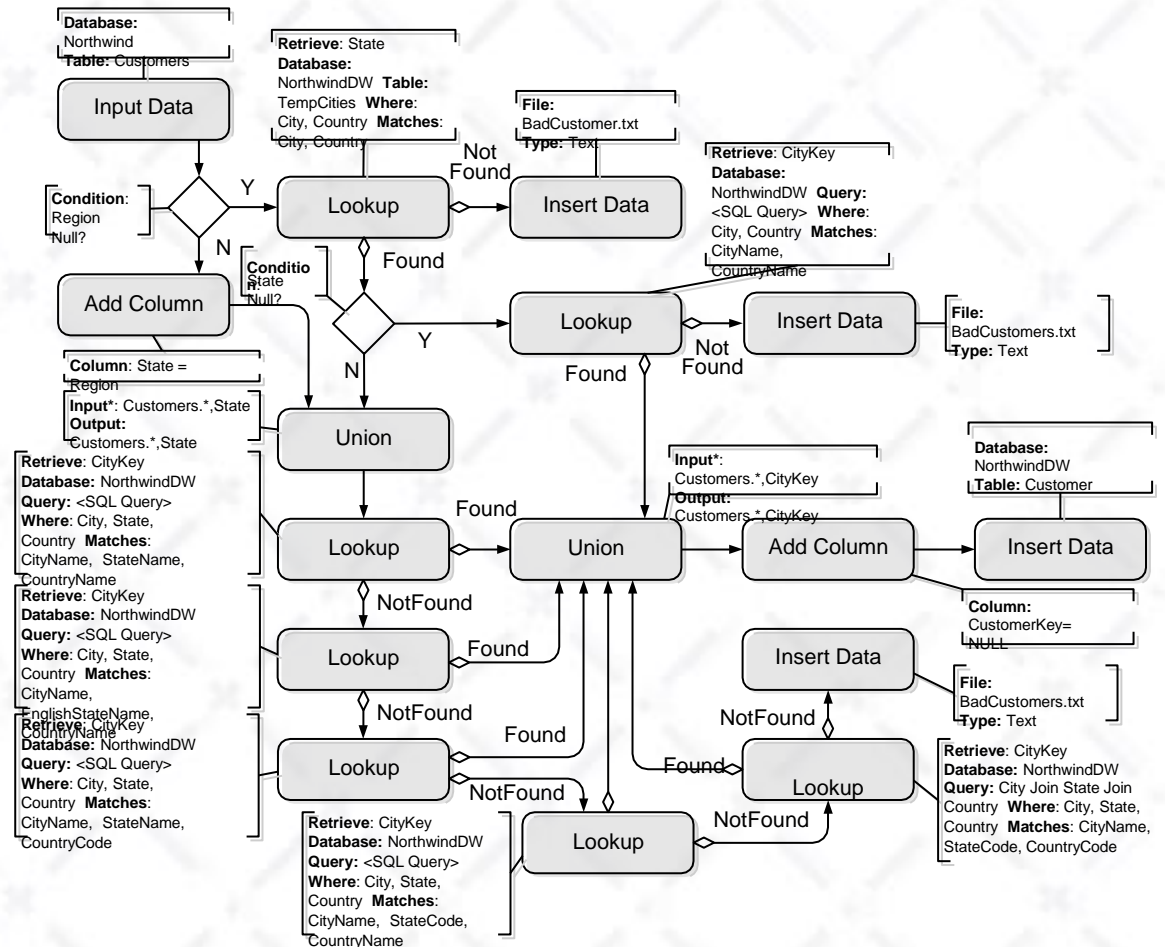 Database:
Northwind
Table: Customers
Input Data
Condition:
Region
Null?
Y
N
Retrieve: State
Database:
NorthwindDW Table:
TempCities Where:
City, Country Matches:
City, Country
Lookup
Not
Found
File:
BadCustomer.txt
Type: Text
Insert Data
Found
Condition
State
Null?
Y
N
Retrieve: CityKey
Database:
NorthwindDW Query:
<SQL Query> Where:
City, Country Matches:
CityName,
CountryName
Lookup
Not
Found
Found
Insert Data
File:
BadCustomers.txt
Type: Text
Add Column
Column: State =
Region
Input*: Customers.*,State
Output:
Customers.*,State
Union
Retrieve: CityKey
Database: NorthwindDW
Query: <SQL Query>
Where: City, State,
Country Matches:
CityName, StateName,
CountryName
Lookup
Found
NotFound
Input*:
Customers.*,CityKey
Output:
Customers.*,CityKey
Union
Add Column
Column:
CustomerKey=
NULL
Database:
NorthwindDW
Table: Customer
Insert Data
Retrieve: CityKey
Database: NorthwindDW
Query: <SQL Query>
Where: City, State,
Country Matches:
CityName,
EnglishStateName,
CountryName
Lookup
Found
NotFound
Retrieve: CityKey
Database: NorthwindDW
Query: <SQL Query>
Where: City, State,
Country Matches:
CityName, StateName,
CountryCode
Lookup
Found
NotFound
Retrieve: CityKey
Database: NorthwindDW
Query: <SQL Query>
Where: City, State,
Country Matches:
CityName, StateCode,
CountryName
Lookup
NotFound
Insert Data
File:
BadCustomers.txt
Type: Text
NotFound
Found
Lookup
Retrieve: CityKey
Database: NorthwindDW
Query: City Join State Join
Country Where: City, State,
Country Matches: CityName,
StateCode, CountryCode